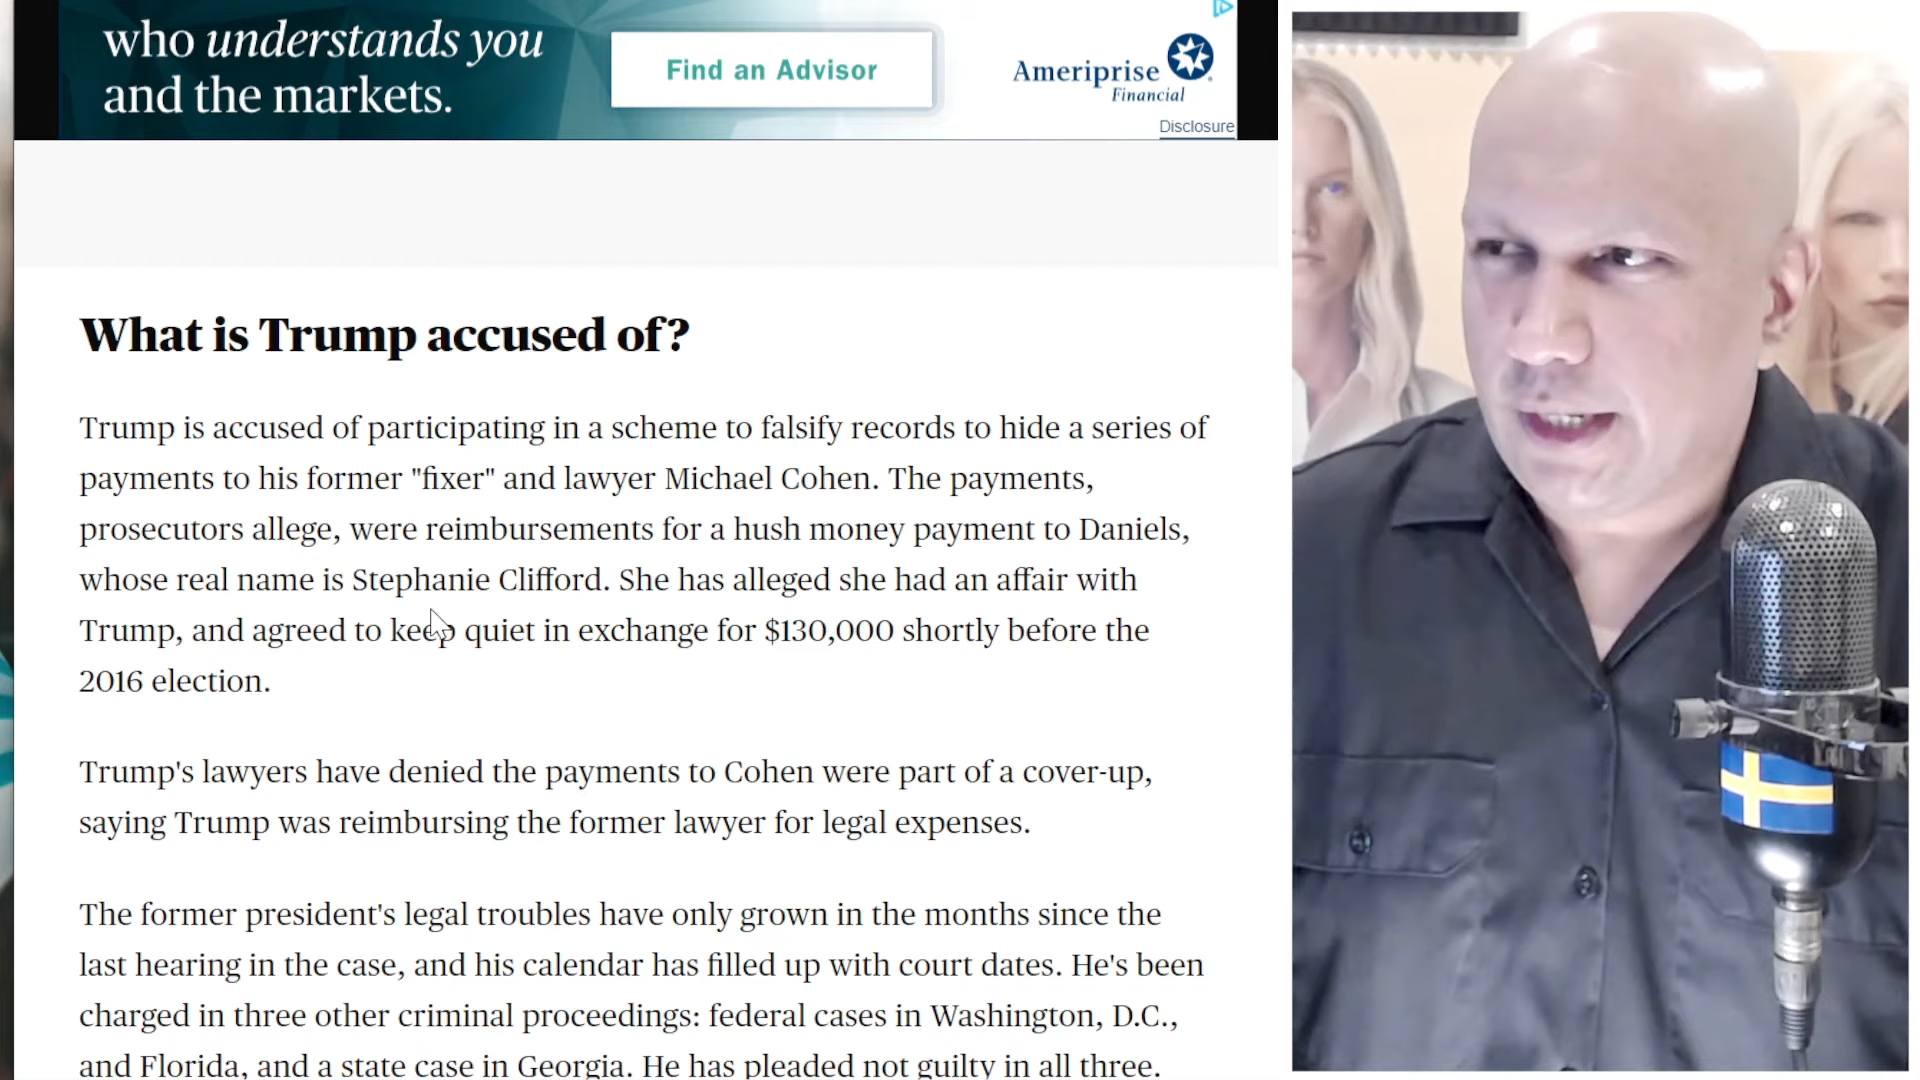 who understands you
and the markets.
Find an Advisor
Ameriprise
Financial
Disclosure
What is Trump accused of?
Trump is accused of participating in a scheme to falsify records to hide a series of
payments to his former "fixer" and lawyer Michael Cohen. The payments,
prosecutors allege, were reimbursements for a hush money payment to Daniels,
whose real name is Stephanie Clifford. She has alleged she had an affair with
Trump, and agreed to keep quiet in exchange for $130,000 shortly before the
2016 election.
Trump's lawyers have denied the payments to Cohen were part of a cover-up,
saying Trump was reimbursing the former lawyer for legal expenses.
The former president's legal troubles have only grown in the months since the
last hearing in the case, and his calendar has filled up with court dates. He's been
charged in three other criminal proceedings: federal cases in Washington, D.C.,
and Florida, and a state case in Georgia. He has pleaded not guilty in all three.